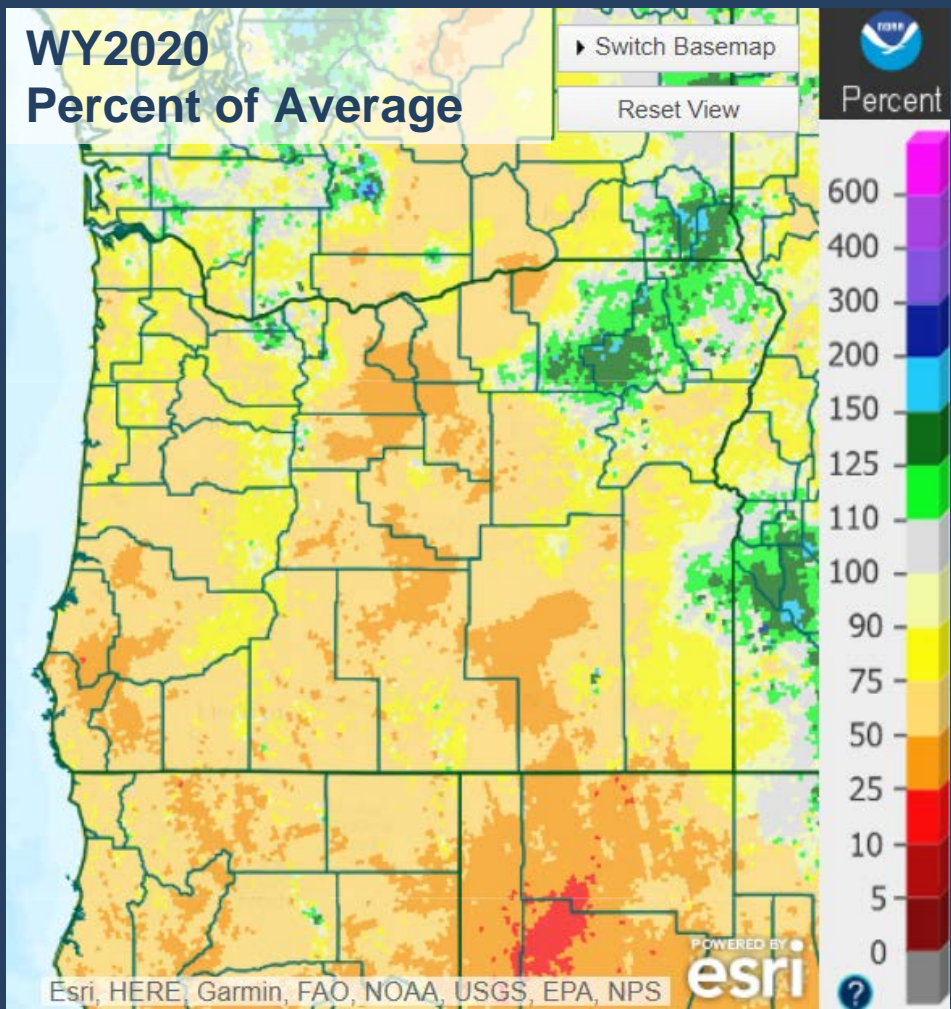 WY2020
Percent of Average
Switch Basemap
Reset View
NOAA
Percent
600
400
300
200
150
125
110
100
90
75
50
25
10
5
0
POWERED BY
esri
Esri, HERE, Garmin, FAO, NOAA, USGS, EPA, NPS
?